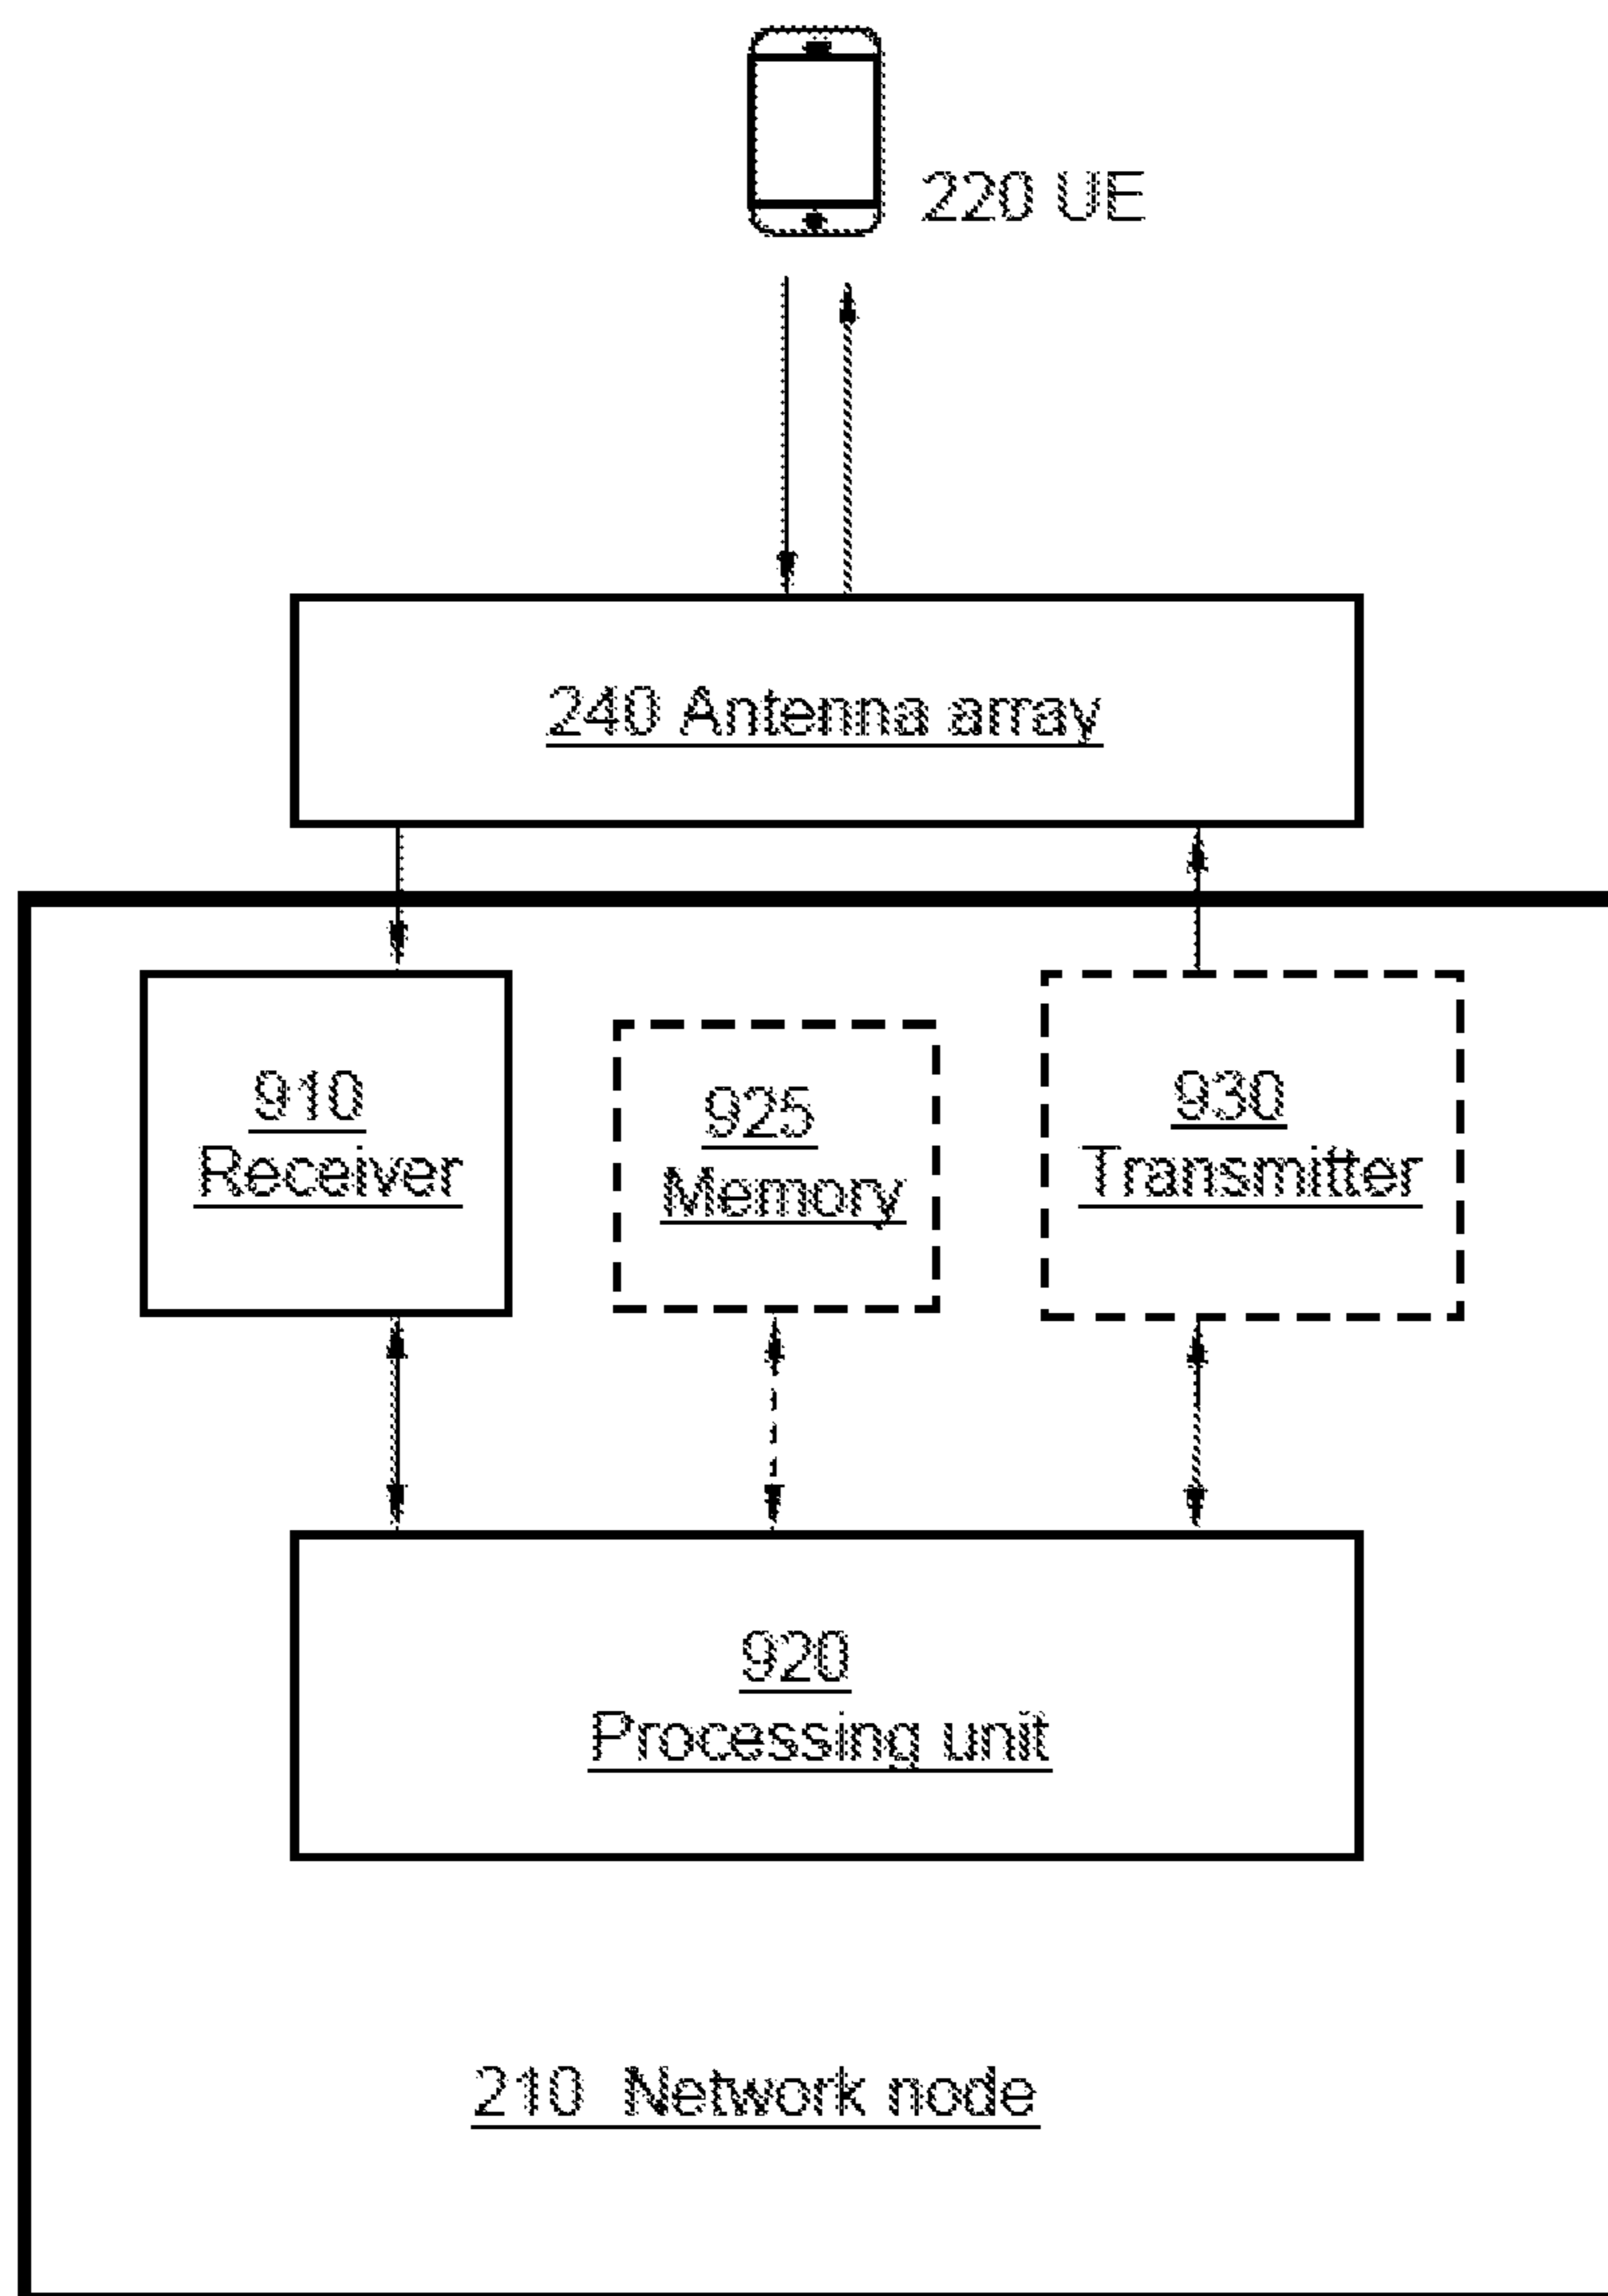 220 UE
240 Antenna array
910
Receiver
925
Memory
930
Transmitter
920
Processing unit
210 Network node